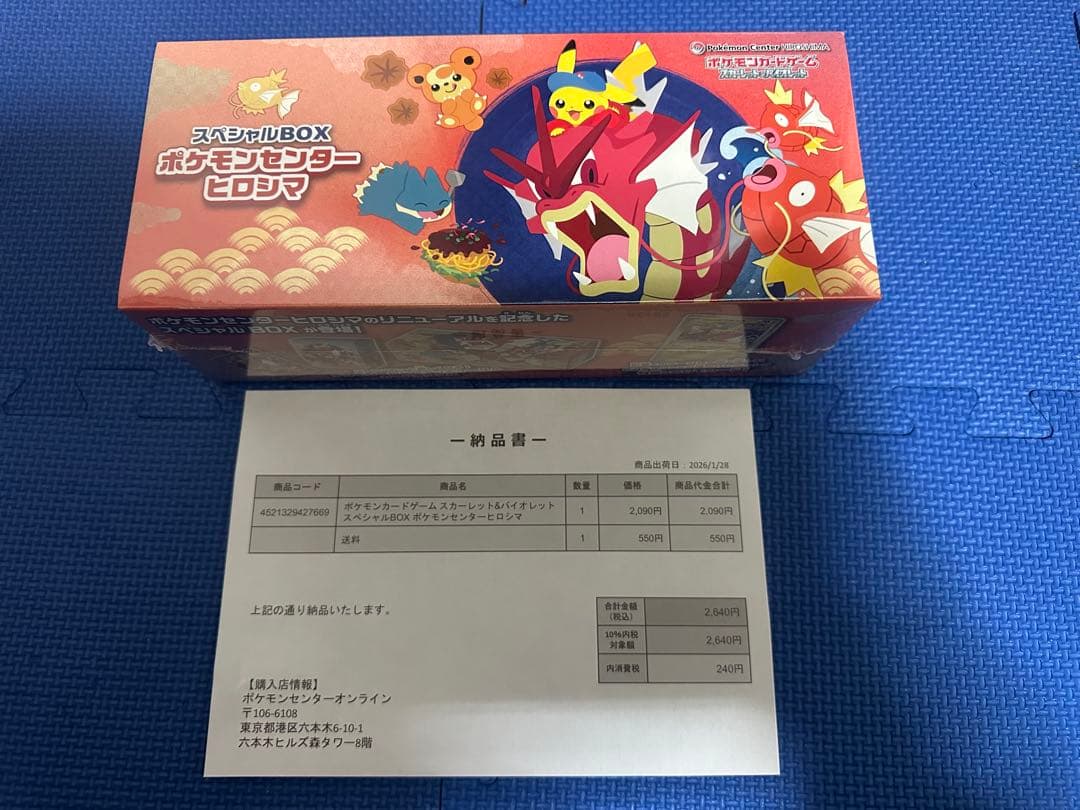 Pokémon Center HIROSHIMA
ポケモンカードゲーム
スカーレット&バイオレット
スペシャルBOX
ポケモンセンター
ヒロシマ
ポケモンセンターヒロシマのリニューアルを記念した
スペシャルBOXが登場!
ー納品書ー
商品出荷日:2026/1/28
商品コード 商品名 数量 価格 商品代金合計
4521329427669 ポケモンカードゲーム スカーレット&バイオレット 1 2,090円 2,090円
スペシャルBOX ポケモンセンターヒロシマ
送料 1 550円 550円
上記の通り納品いたします。
合計金額
(税込) 2,640円
10%内税
対象額 2,640円
内消費税 240円
【購入店情報】
ポケモンセンターオンライン
〒106-6108
東京都港区六本木6-10-1
六本木ヒルズ森タワー8階